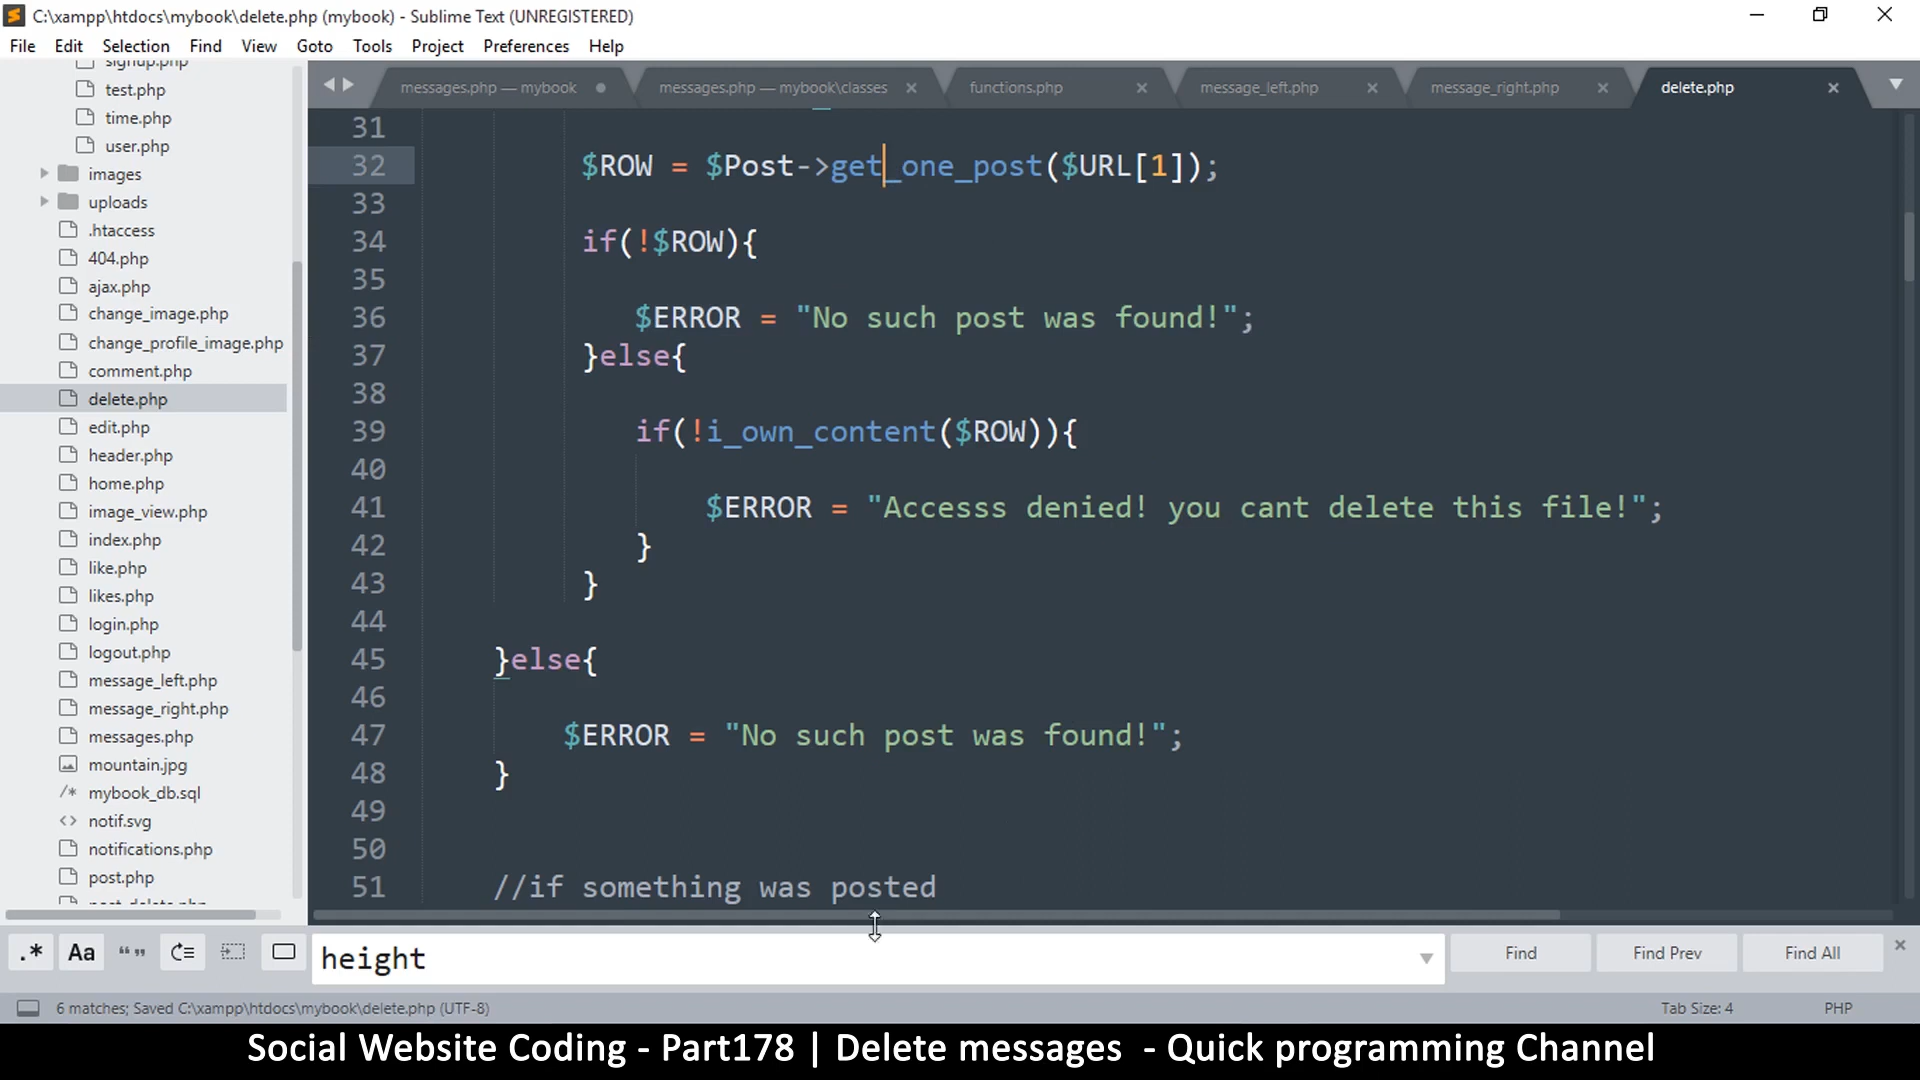 C:\xampp\htdocs\mybook\delete.php (mybook) - Sublime Text (UNREGISTERED)
File Edit Selection Find View Goto Tools Project Preferences Help
signup.php
test.php
time.php
user.php
images
uploads
.htaccess
404.php
ajax.php
change_image.php
change_profile_image.php
comment.php
delete.php
edit.php
header.php
home.php
image_view.php
index.php
like.php
likes.php
login.php
logout.php
message_left.php
message_right.php
messages.php
mountain.jpg
/* mybook_db.sql
<> notif.svg
notifications.php
post.php
post_delete.php
messages.php — mybook messages.php — mybook\classes functions.php message_left.php message_right.php delete.php
31
32 $ROW = $Post->get_one_post($URL[1]);
33
34 if(!$ROW){
35
36 $ERROR = "No such post was found!";
37 }else{
38
39 if(!i_own_content($ROW)){
40
41 $ERROR = "Accesss denied! you cant delete this file!";
42 }
43 }
44
45 }else{
46
47 $ERROR = "No such post was found!";
48 }
49
50
51 //if something was posted
.* Aa “” height Find Find Prev Find All
6 matches; Saved C:\xampp\htdocs\mybook\delete.php (UTF-8) Tab Size: 4 PHP
Social Website Coding - Part178 | Delete messages - Quick programming Channel